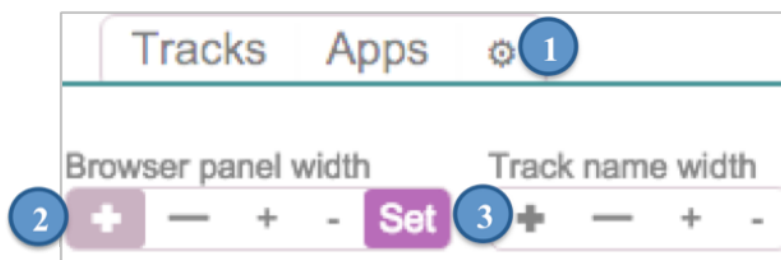 Tracks Apps ⚙ 1
Browser panel width Track name width
2 + — + - Set 3 + — + -